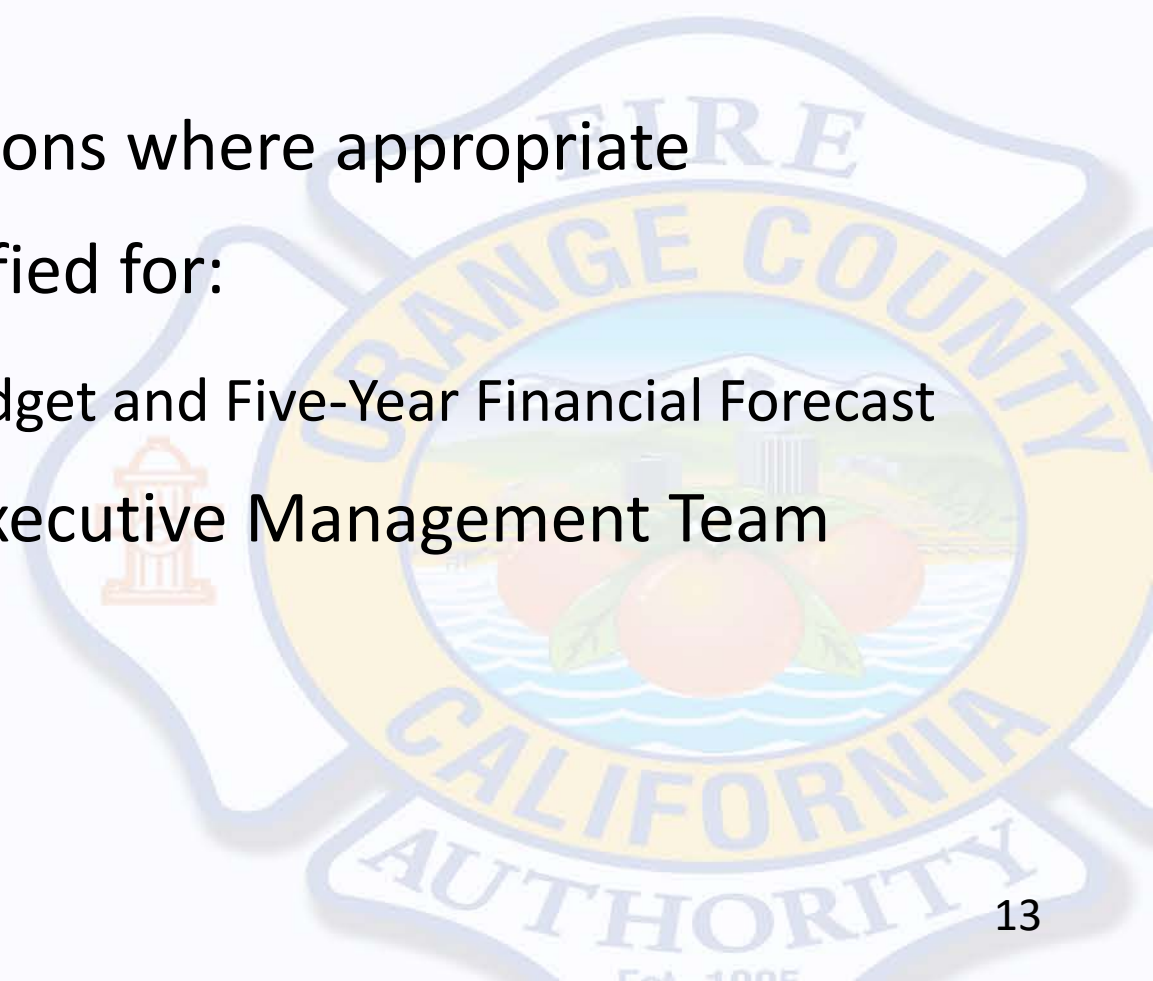 ons where appropriate
fied for:
dget and Five-Year Financial Forecast
xecutive Management Team
FIRE
ORANGE COUNTY
CALIFORNIA
AUTHORITY
13